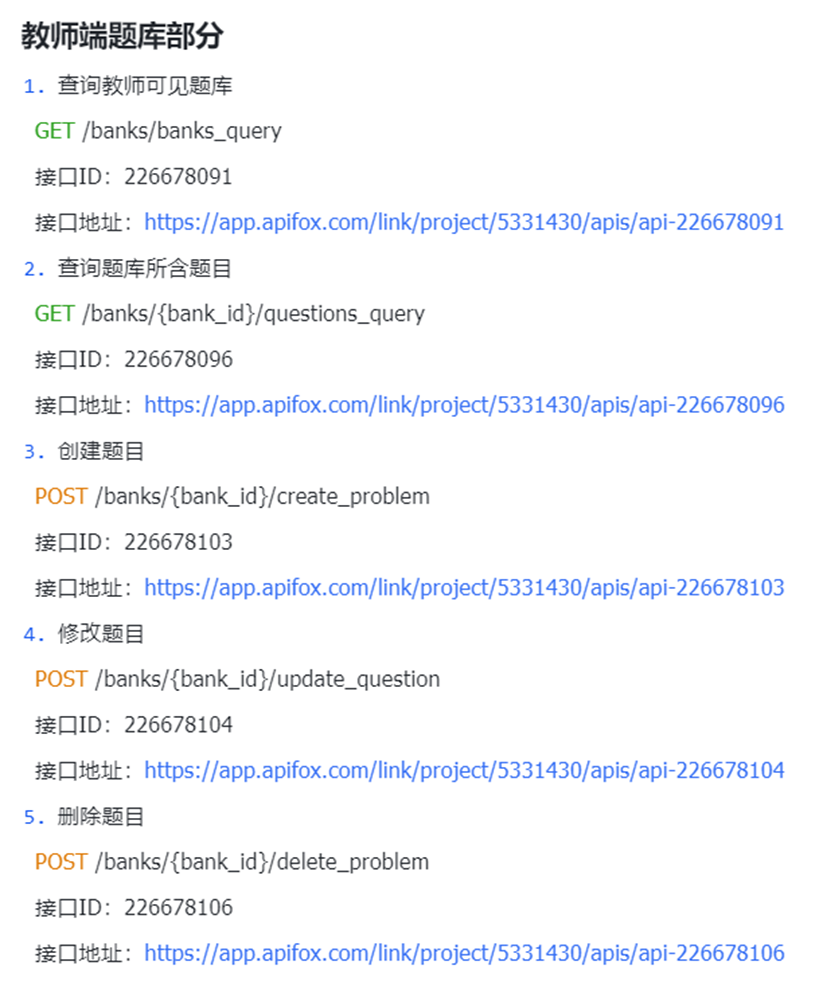 教师端题库部分
1. 查询教师可见题库
GET /banks/banks_query
接口ID：226678091
接口地址：https://app.apifox.com/link/project/5331430/apis/api-226678091
2. 查询题库所含题目
GET /banks/{bank_id}/questions_query
接口ID：226678096
接口地址：https://app.apifox.com/link/project/5331430/apis/api-226678096
3. 创建题目
POST /banks/{bank_id}/create_problem
接口ID：226678103
接口地址：https://app.apifox.com/link/project/5331430/apis/api-226678103
4. 修改题目
POST /banks/{bank_id}/update_question
接口ID：226678104
接口地址：https://app.apifox.com/link/project/5331430/apis/api-226678104
5. 删除题目
POST /banks/{bank_id}/delete_problem
接口ID：226678106
接口地址：https://app.apifox.com/link/project/5331430/apis/api-226678106